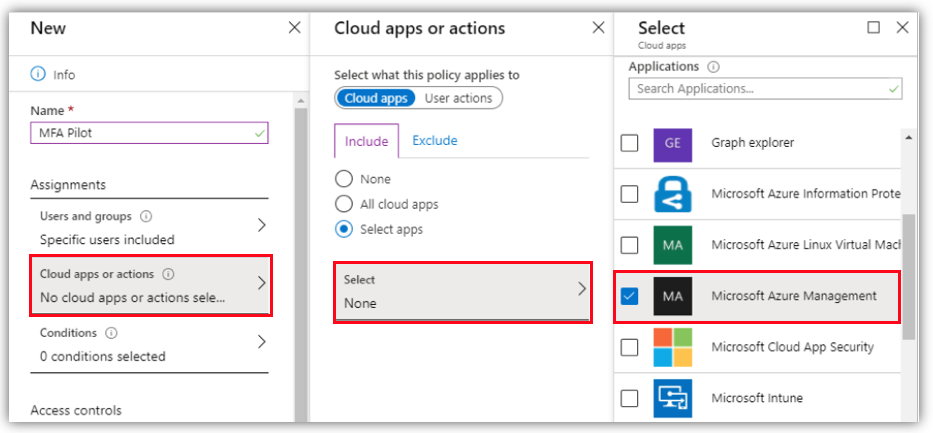 New
Info
Name *
MFA Pilot
Assignments
Users and groups
Specific users included
Cloud apps or actions
No cloud apps or actions sele...
Conditions
0 conditions selected
Access controls
Cloud apps or actions
Select what this policy applies to
Cloud apps User actions
Include Exclude
None
All cloud apps
Select apps
Select
None
Select
Cloud apps
Applications
Search Applications...
GE Graph explorer
Microsoft Azure Information Prote
MA Microsoft Azure Linux Virtual Mac
MA Microsoft Azure Management
Microsoft Cloud App Security
Microsoft Intune